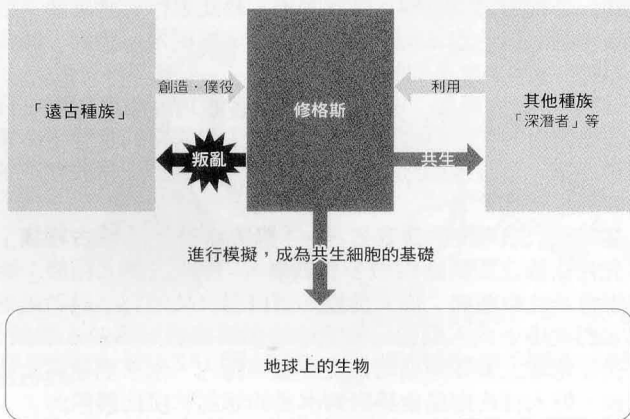 創造・僕役
利用
「遠古種族」
修格斯
其他種族
「深潛者」等
叛亂
共生
進行模擬，成為共生細胞的基礎
地球上的生物